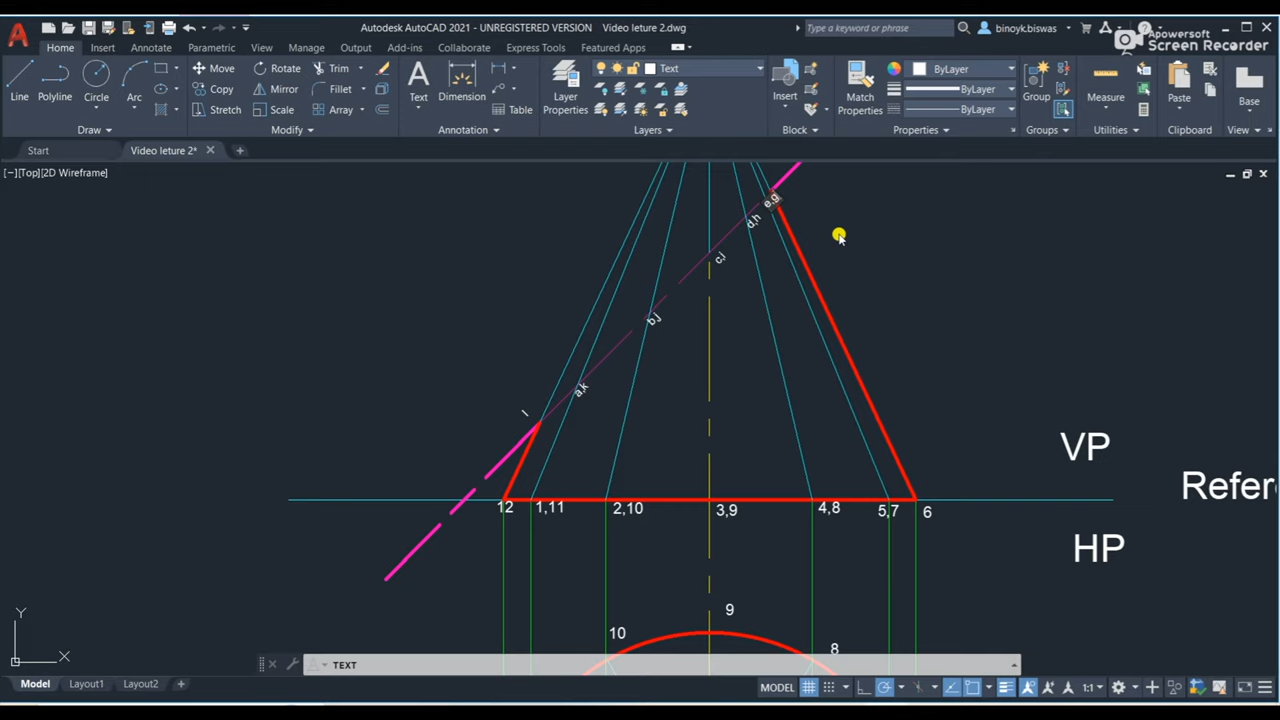 Autodesk AutoCAD 2021 - UNREGISTERED VERSION Video leture 2.dwg
Type a keyword or phrase
binoyk.biswas
Apowersoft
Screen Recorder
Home Insert Annotate Parametric View Manage Output Add-ins Collaborate Express Tools Featured Apps
Line Polyline Circle Arc
Move Rotate Trim
Copy Mirror Fillet
Stretch Scale Array
Text Dimension Table
Layer
Properties
Text
Insert
Match
Properties
ByLayer
ByLayer
ByLayer
Group Measure Paste Base
Draw Modify Annotation Layers Block Properties Groups Utilities Clipboard View
Start Video leture 2*
[−][Top][2D Wireframe]
e,g
d,h
b,j
a,k
l
VP
Refer
12 1,11 2,10 3,9 4,8 5,7 6
HP
9
10
8
Y
X
TEXT
Model Layout1 Layout2
MODEL 1:1